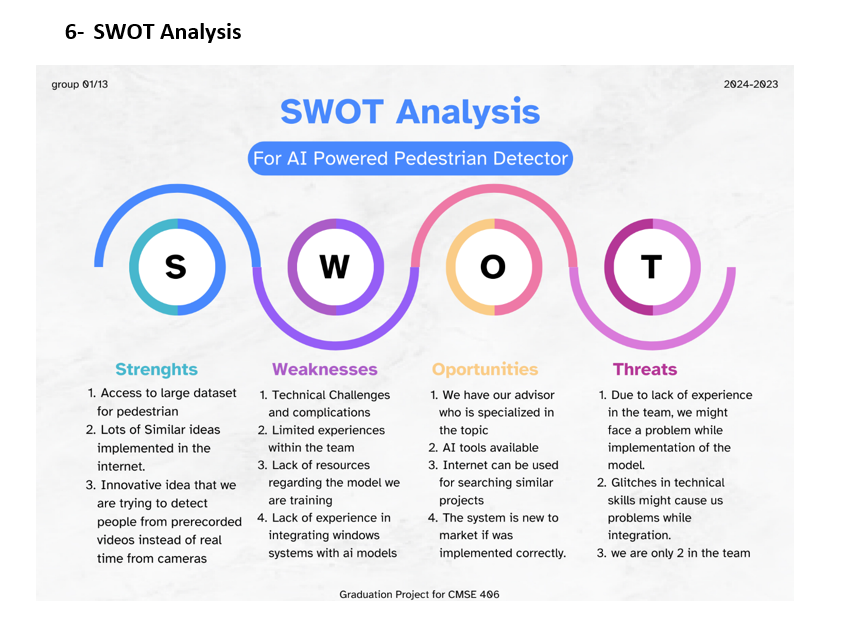 6- SWOT Analysis
group 01/13
2024-2023
SWOT Analysis
For AI Powered Pedestrian Detector
S
W
O
T
Strenghts
1. Access to large dataset
for pedestrian
2. Lots of Similar ideas
implemented in the
internet.
3. Innovative idea that we
are trying to detect
people from prerecorded
videos instead of real
time from cameras
Weaknesses
1. Technical Challenges
and complications
2. Limited experiences
within the team
3. Lack of resources
regarding the model we
are training
4. Lack of experience in
integrating windows
systems with ai models
Oportunities
1. We have our advisor
who is specialized in
the topic
2. AI tools available
3. Internet can be used
for searching similar
projects
4. The system is new to
market if was
implemented correctly.
Threats
1. Due to lack of experience
in the team, we might
face a problem while
implementation of the
model.
2. Glitches in technical
skills might cause us
problems while
integration.
3. we are only 2 in the team
Graduation Project for CMSE 406